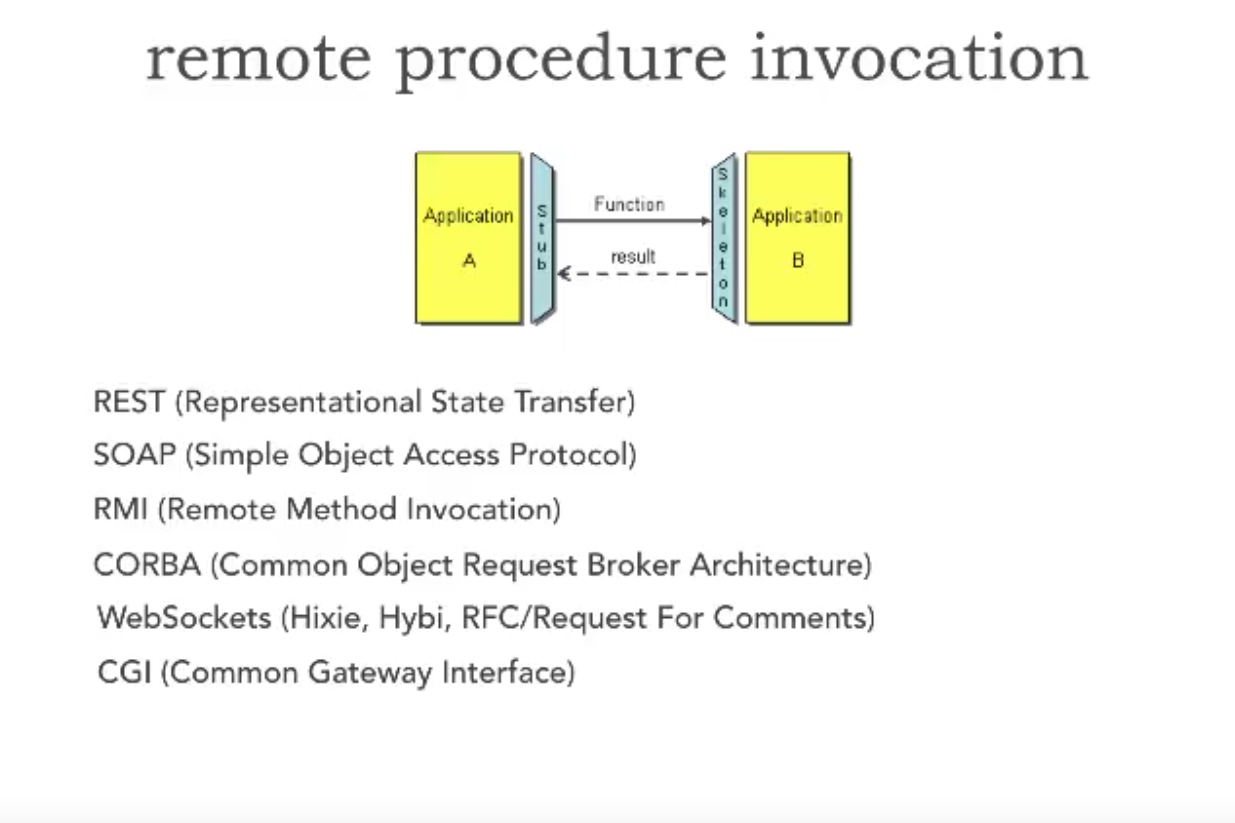 remote procedure invocation
Application
A
Stub
Function
result
Skeleton
Application
B
REST (Representational State Transfer)
SOAP (Simple Object Access Protocol)
RMI (Remote Method Invocation)
CORBA (Common Object Request Broker Architecture)
WebSockets (Hixie, Hybi, RFC/Request For Comments)
CGI (Common Gateway Interface)